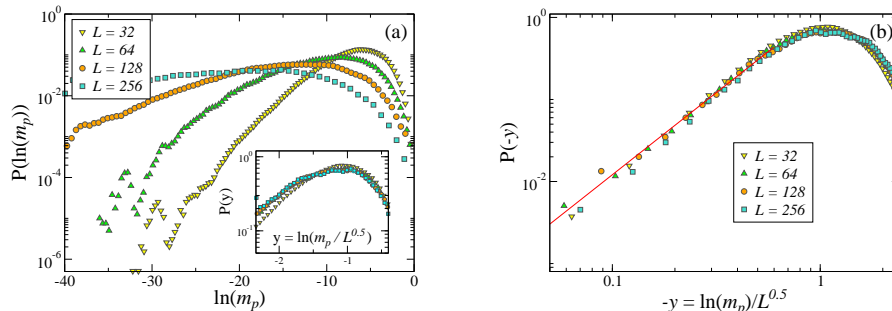 10^0
10^-2
10^-4
10^-6
P(ln(m_p))
L = 32
L = 64
L = 128
L = 256
(a)
-40
-30
-20
-10
0
ln(m_p)
10^0
10^-1
P(y)
-2
-1
y = ln(m_p / L^0.5)
10^-0
10^-2
P(-y)
(b)
L = 32
L = 64
L = 128
L = 256
0.1
1
-y = ln(m_p)/L^0.5